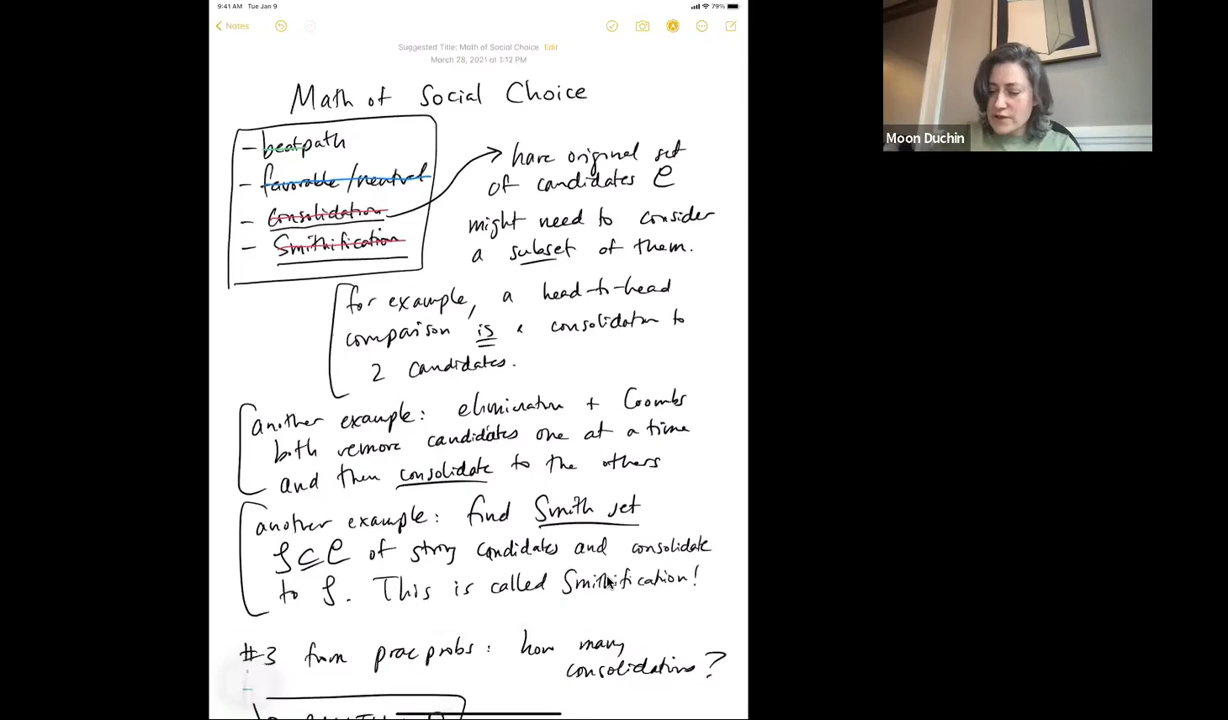 9:41 AM Tue Jan 9
79%
Notes
Suggested Title: Math of Social Choice Edit
March 28, 2021 at 1:12 PM
Math of Social Choice
- beatpath
- favorable/neutral
- Consolidation
- Smithification
have original set
of candidates C
might need to consider
a subset of them.
for example, a head-to-head
comparison is a consolidation to
2 candidates.
another example: elimination + Coombs
both remove candidates one at a time
and then consolidate to the others
another example: find Smith set
S ⊆ C of strong candidates and consolidate
to S. This is called Smithification!
#3 from prac probs: how many
consolidations?
Moon Duchin